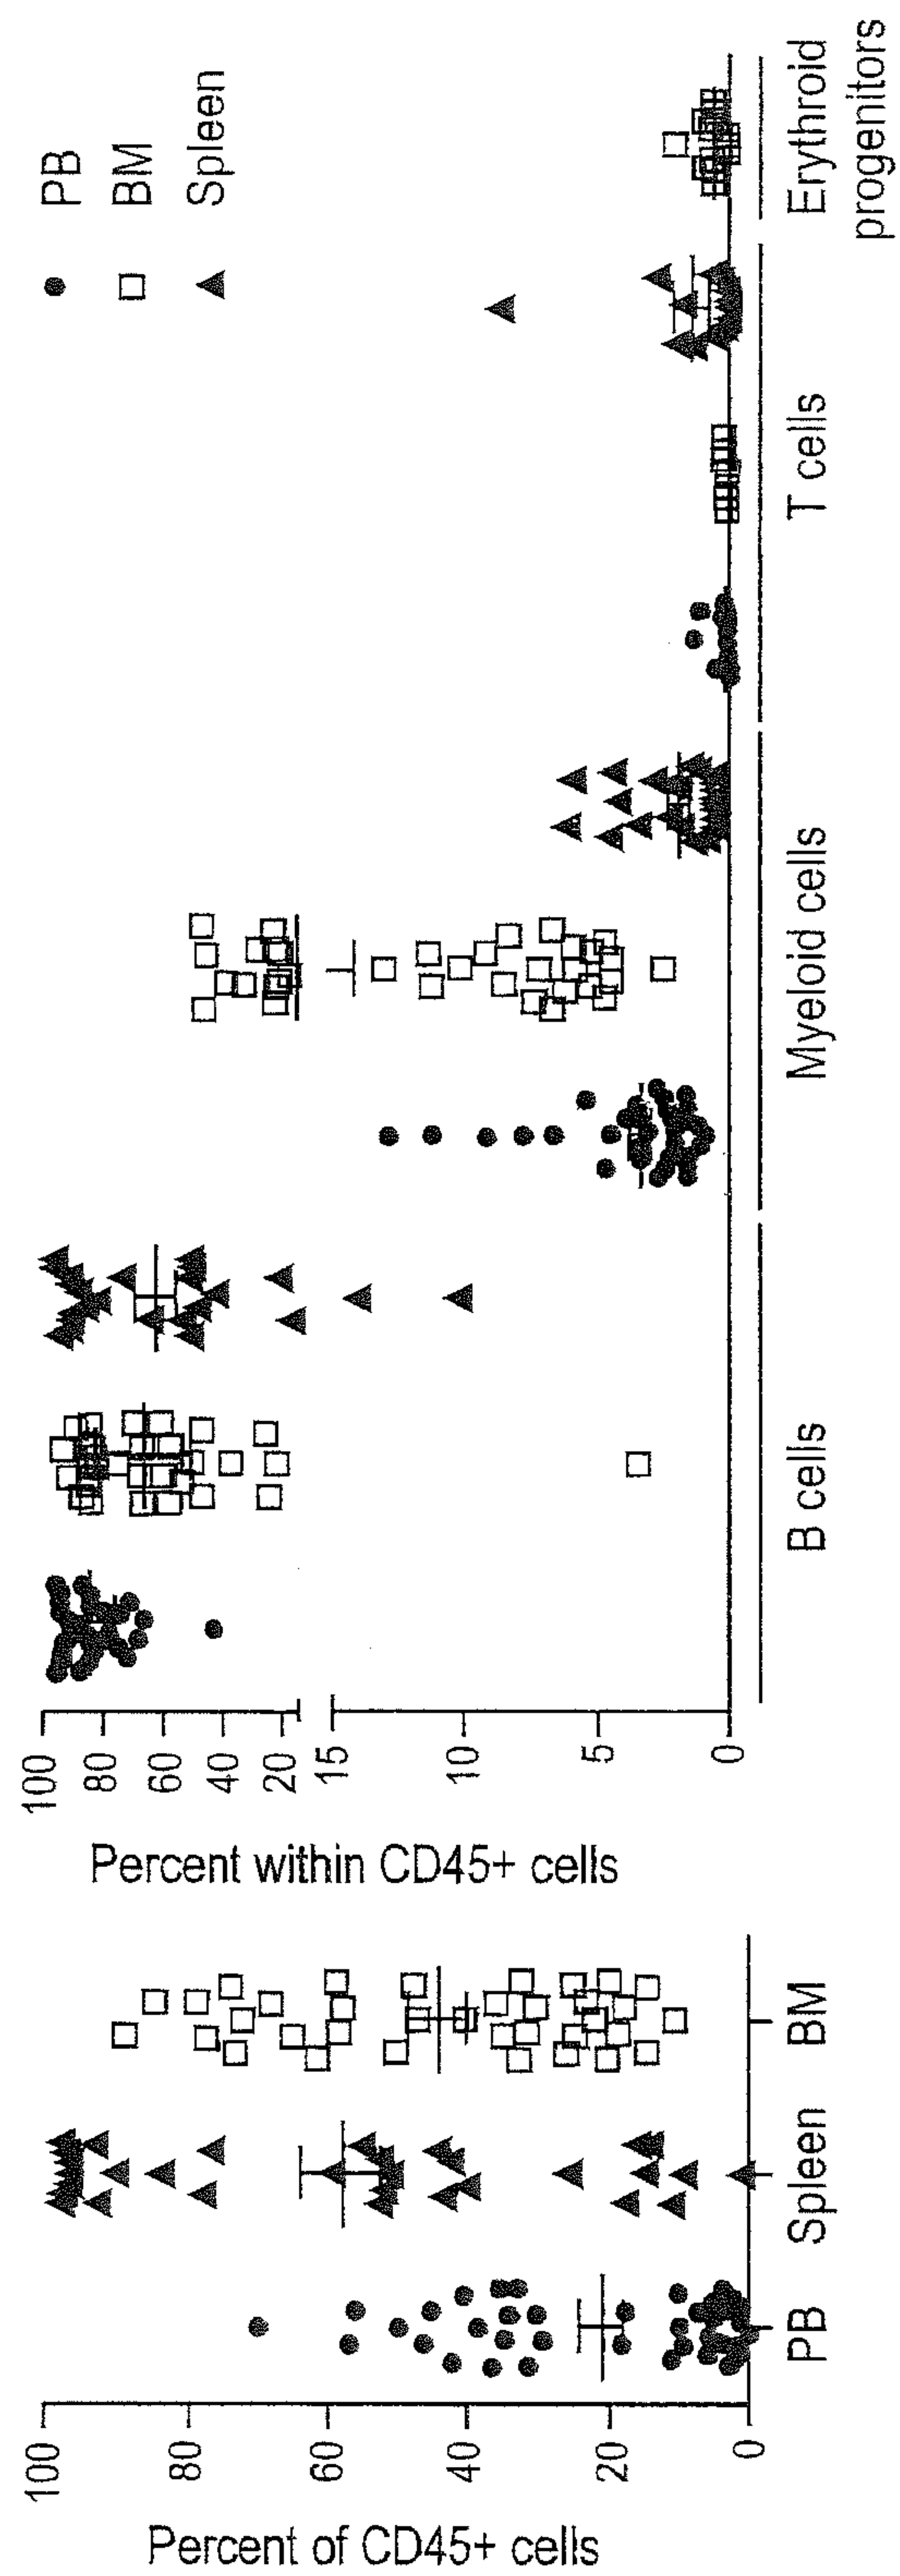 Percent of CD45+ cells
100
80
60
40
20
0
PB
Spleen
BM
Percent within CD45+ cells
100
80
60
40
20
15
10
5
0
B cells
Myeloid cells
T cells
Erythroid
progenitors
PB
BM
Spleen